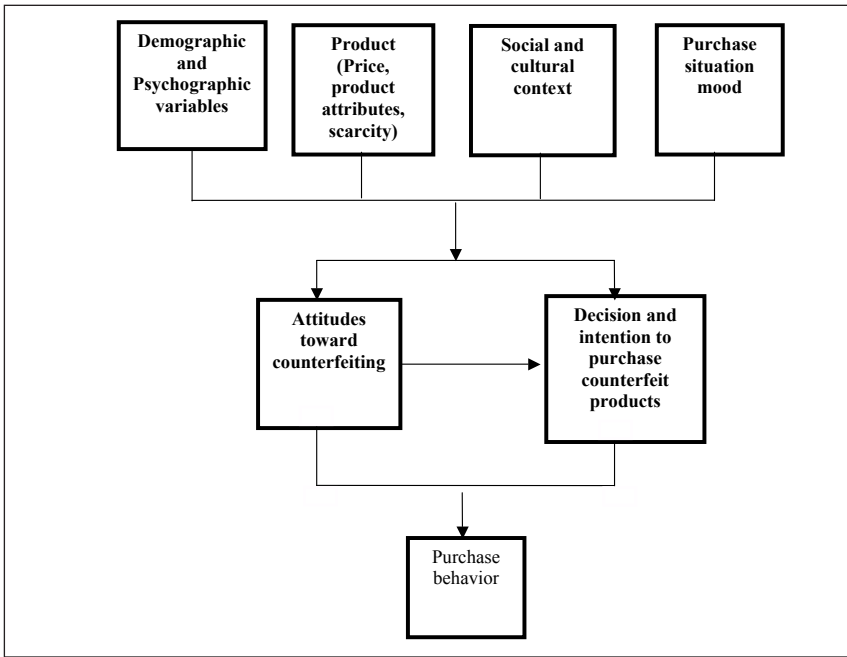 Demographic
and
Psychographic
variables
Product
(Price,
product
attributes,
scarcity)
Social and
cultural
context
Purchase
situation
mood
Attitudes
toward
counterfeiting
Decision and
intention to
purchase
counterfeit
products
Purchase
behavior